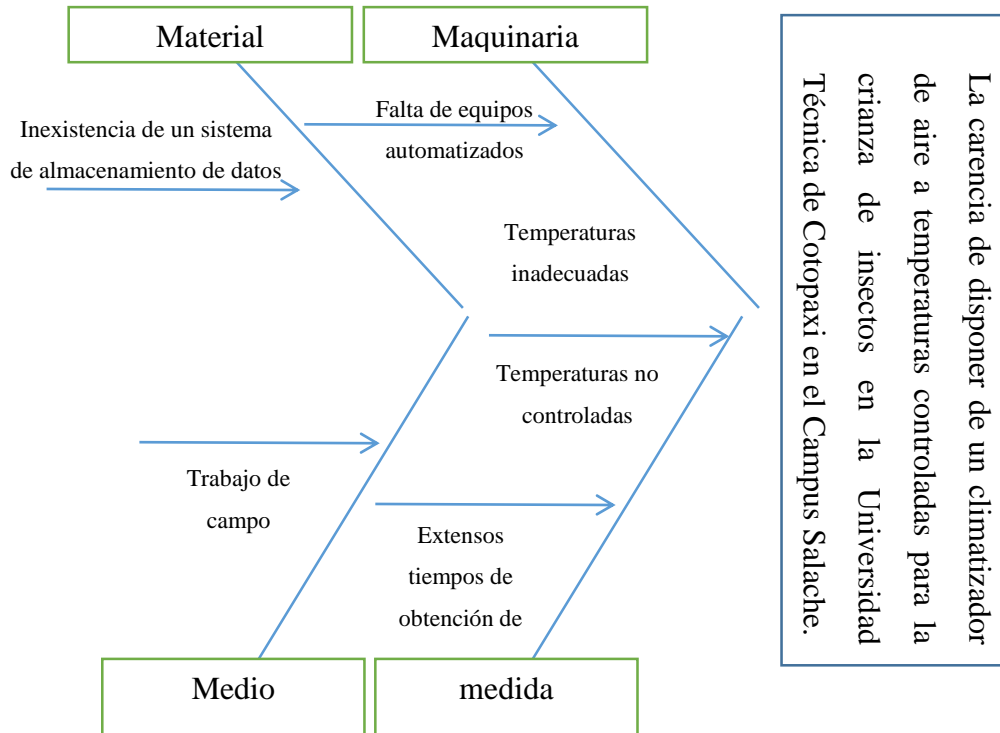 Material
Maquinaria
Inexistencia de un sistema
de almacenamiento de datos
Falta de equipos
automatizados
Temperaturas
inadecuadas
Temperaturas no
controladas
Trabajo de
campo
Extensos
tiempos de
obtención de
Medio
medida
La carencia de disponer de un climatizador
de aire a temperaturas controladas para la
crianza de insectos en la Universidad
Técnica de Cotopaxi en el Campus Salache.